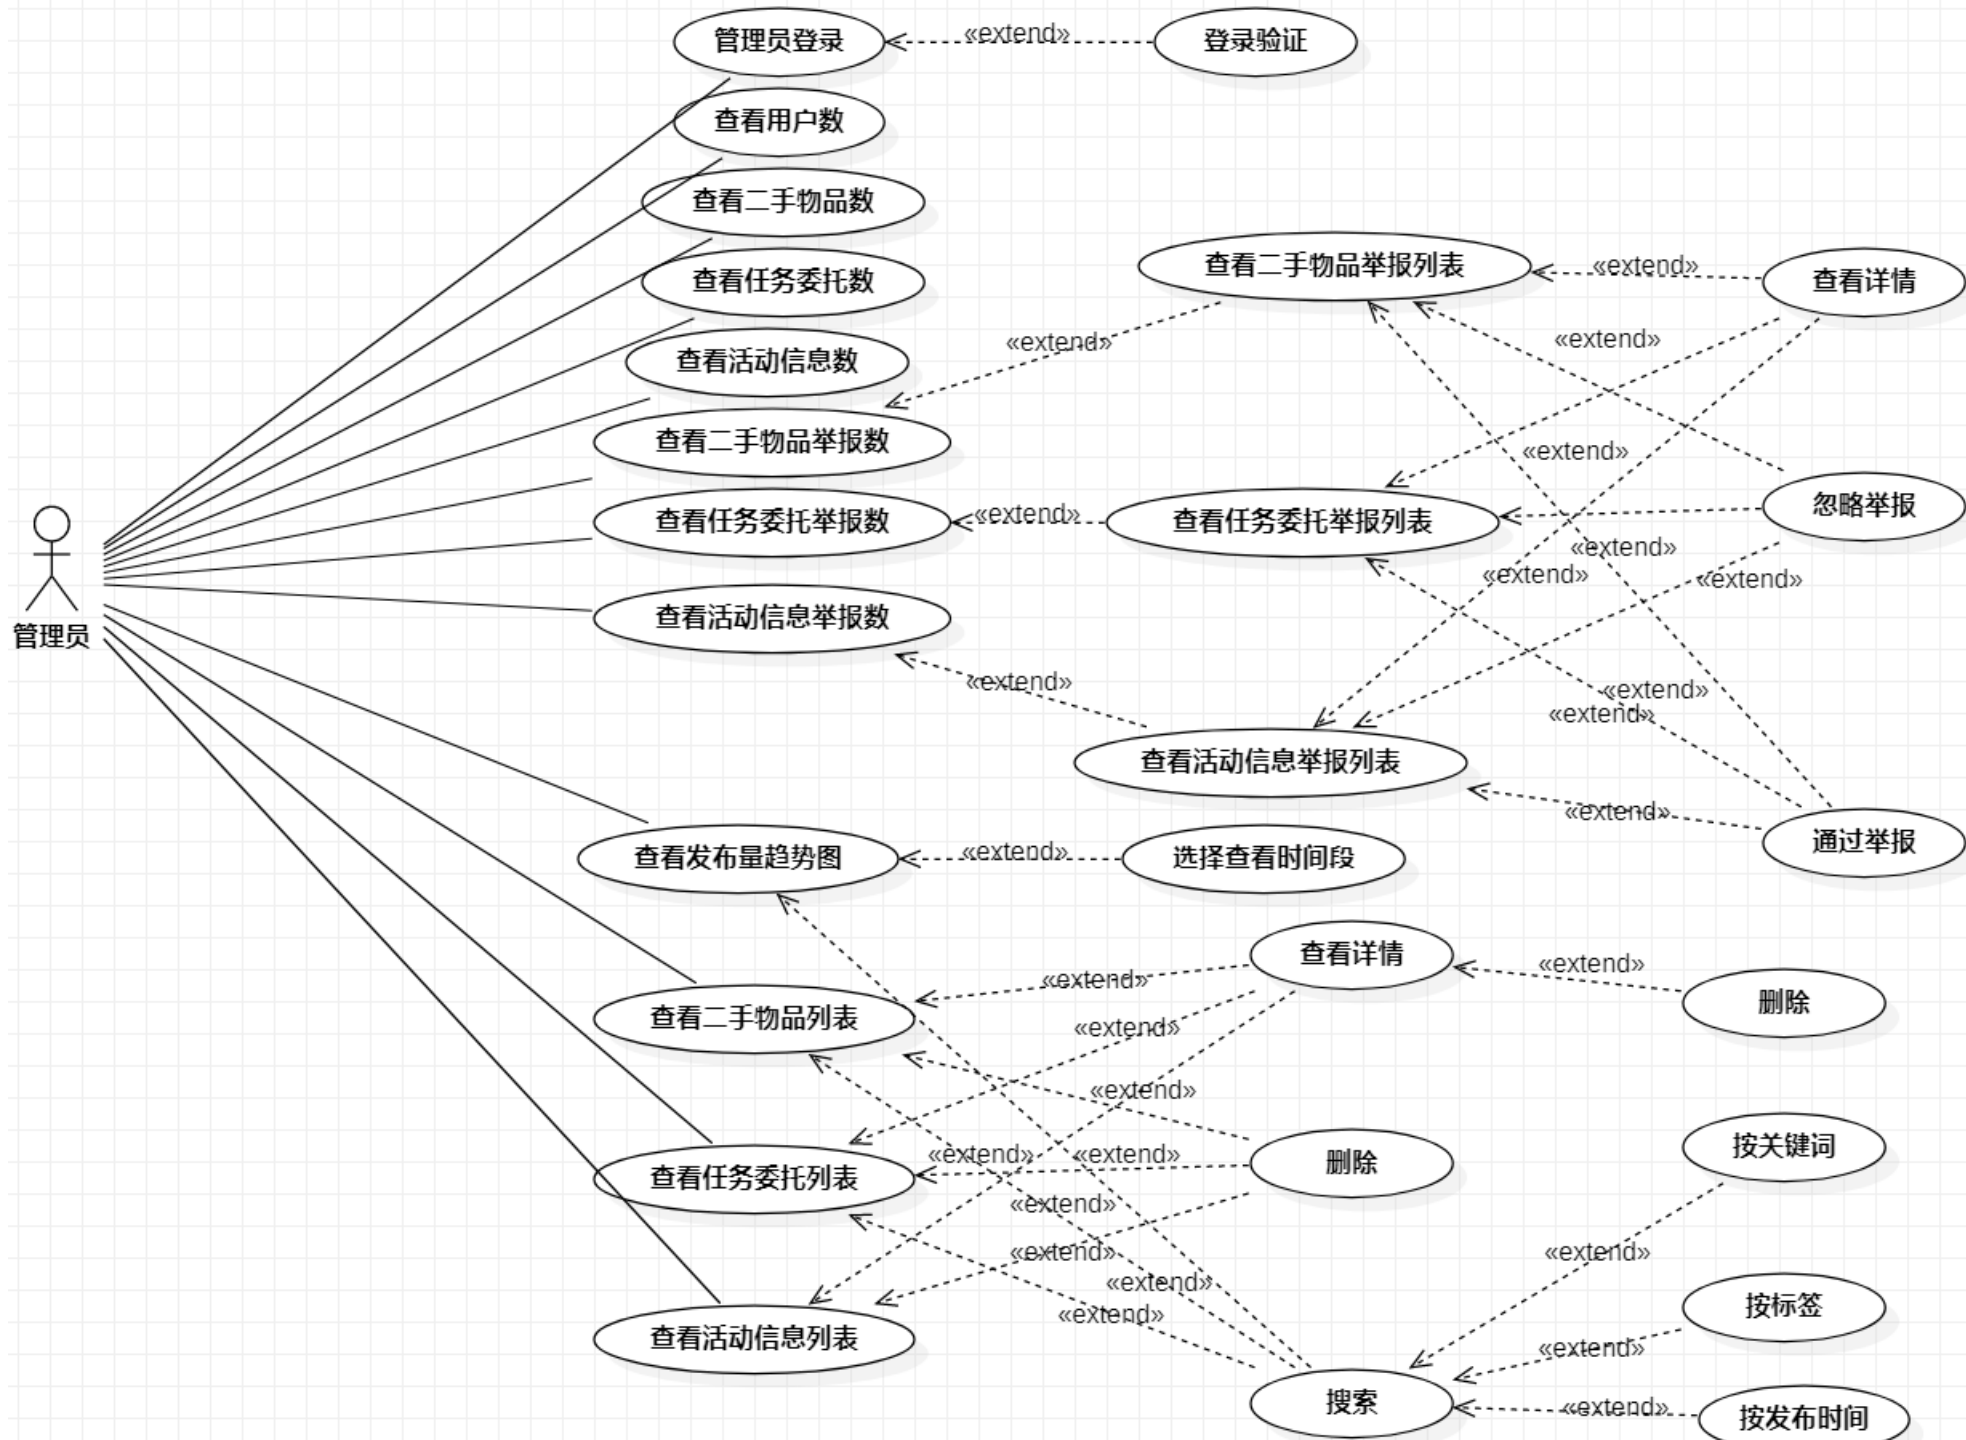 管理员登录
«extend»
登录验证
查看用户数
查看二手物品数
查看二手物品举报列表
«extend»
查看详情
查看任务委托数
«extend»
«extend»
查看活动信息数
查看二手物品举报数
«extend»
忽略举报
查看任务委托举报数
«extend»
查看任务委托举报列表
«extend»
«extend»
«extend»
查看活动信息举报数
管理员
«extend»
«extend»
«extend»
查看活动信息举报列表
«extend»
通过举报
查看发布量趋势图
«extend»
选择查看时间段
查看详情
«extend»
«extend»
删除
查看二手物品列表
«extend»
«extend»
按关键词
«extend»
«extend»
删除
查看任务委托列表
«extend»
«extend»
«extend»
«extend»
按标签
«extend»
查看活动信息列表
«extend»
搜索
«extend»
按发布时间